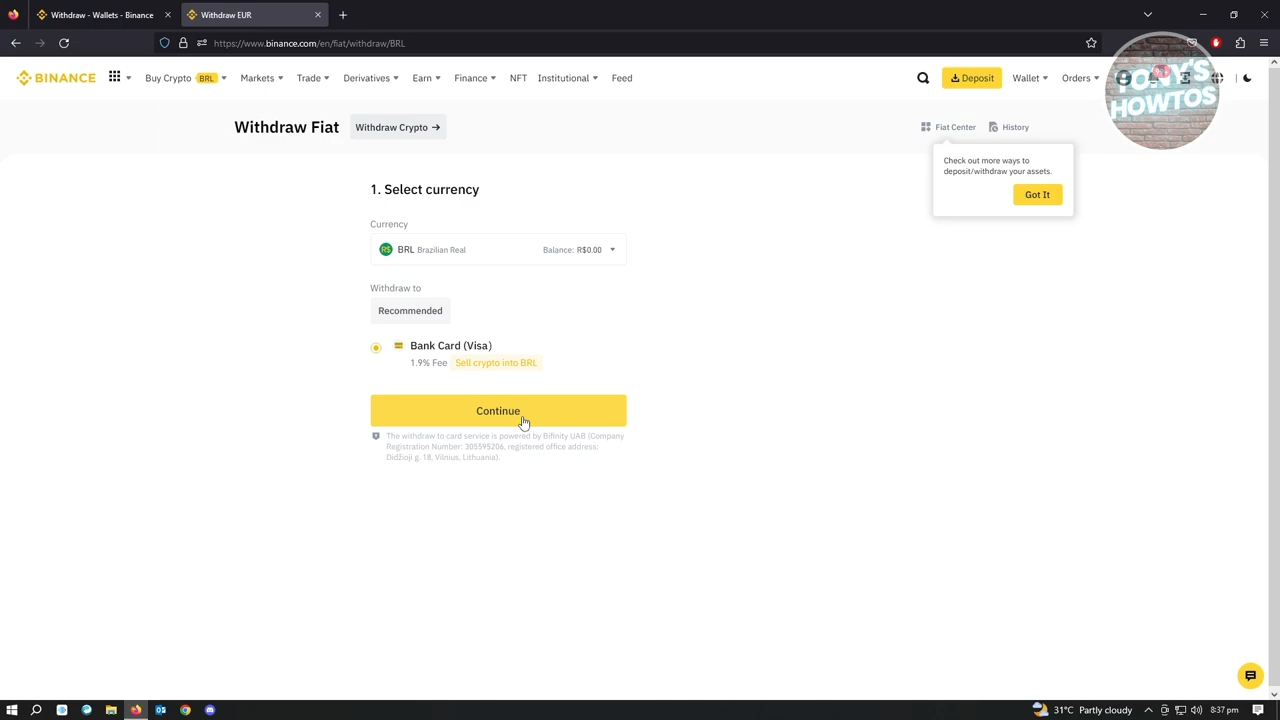 Withdraw - Wallets - Binance
Withdraw EUR
https://www.binance.com/en/fiat/withdraw/BRL
BINANCE
Buy Crypto BRL
Markets
Trade
Derivatives
Earn
Finance
NFT
Institutional
Feed
Deposit
Wallet
Orders
TONY'S
HOWTOS
Withdraw Fiat
Withdraw Crypto →
Fiat Center
History
Check out more ways to
deposit/withdraw your assets.
Got It
1. Select currency
Currency
R$ BRL Brazilian Real Balance: R$0.00
Withdraw to
Recommended
Bank Card (Visa)
1.9% Fee Sell crypto into BRL
Continue
The withdraw to card service is powered by Bifinity UAB (Company
Registration Number: 305595206, registered office address:
Didžioji g. 18, Vilnius, Lithuania).
31°C Partly cloudy
8:37 pm